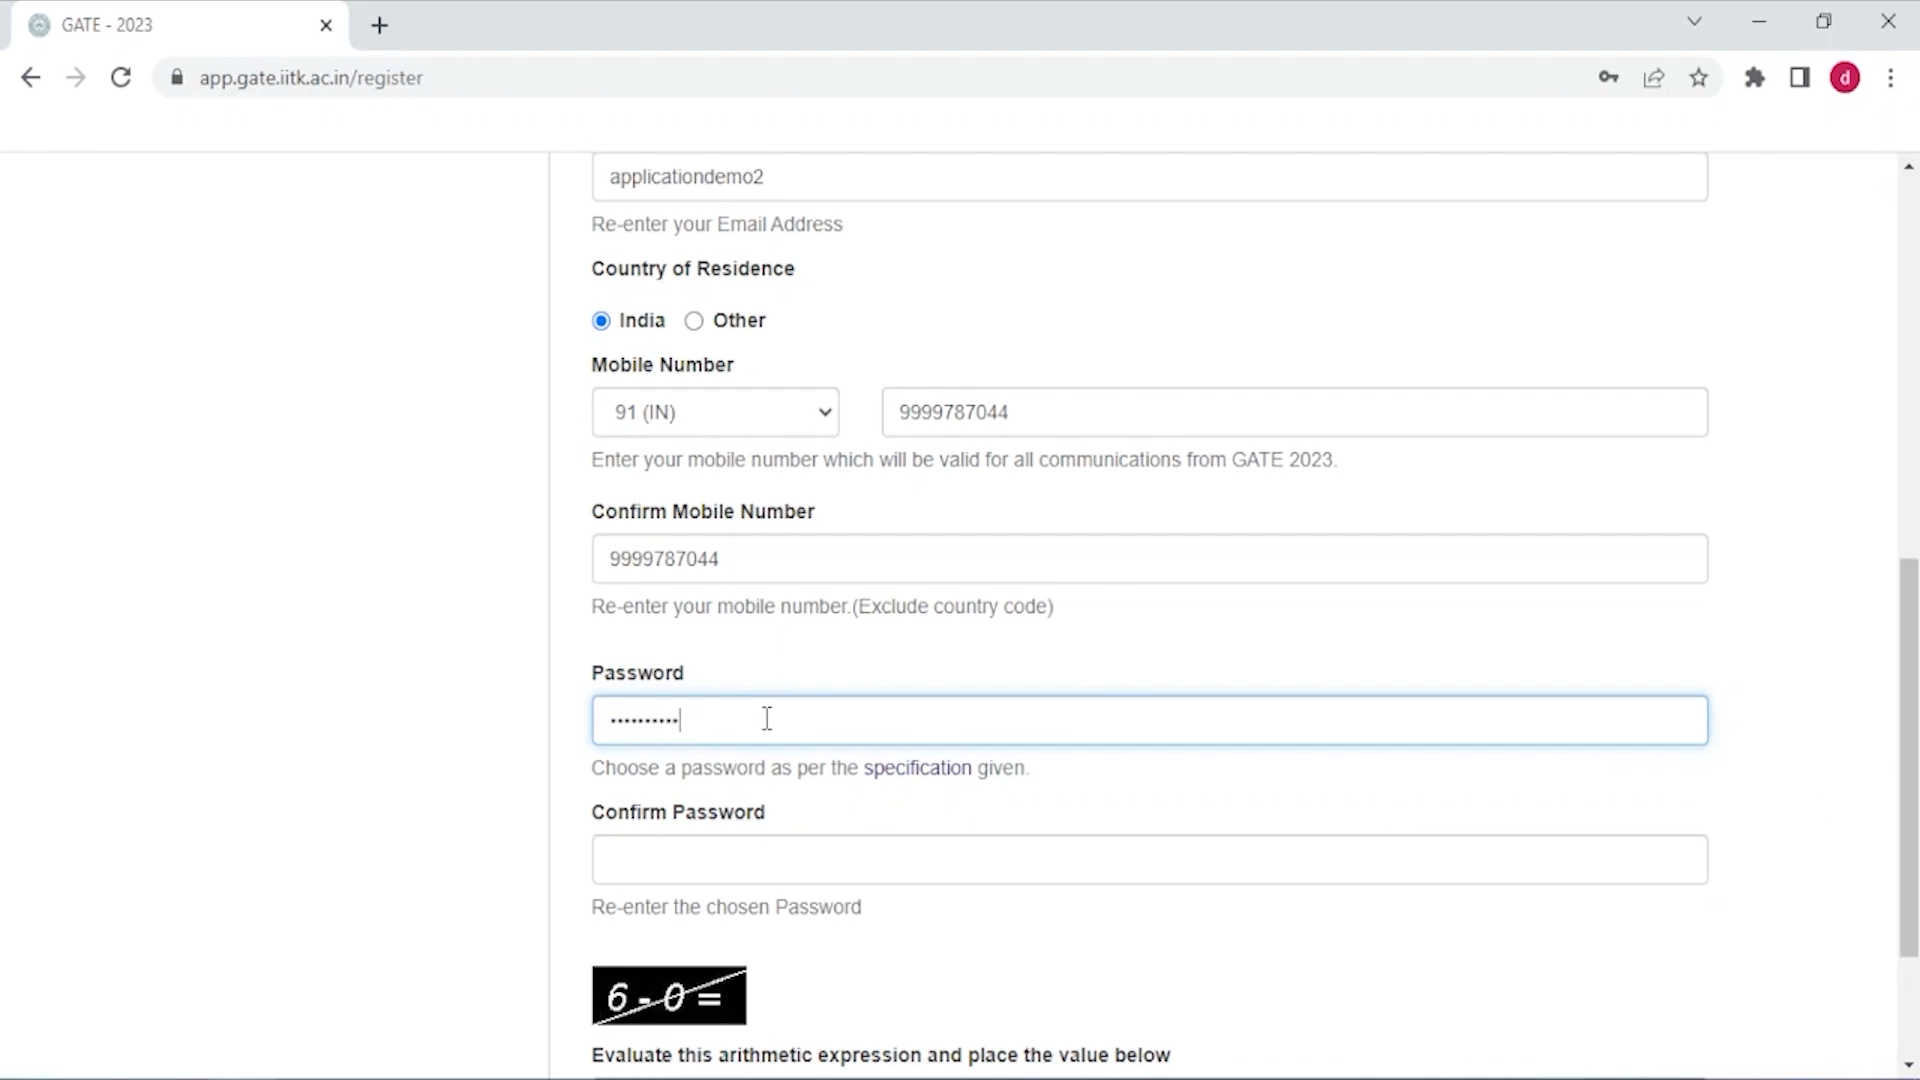 GATE - 2023
app.gate.iitk.ac.in/register
d
applicationdemo2
Re-enter your Email Address
Country of Residence
India Other
Mobile Number
91 (IN) 9999787044
Enter your mobile number which will be valid for all communications from GATE 2023.
Confirm Mobile Number
9999787044
Re-enter your mobile number.(Exclude country code)
Password
••••••••••
Choose a password as per the specification given.
Confirm Password
Re-enter the chosen Password
6 - 0 =
Evaluate this arithmetic expression and place the value below